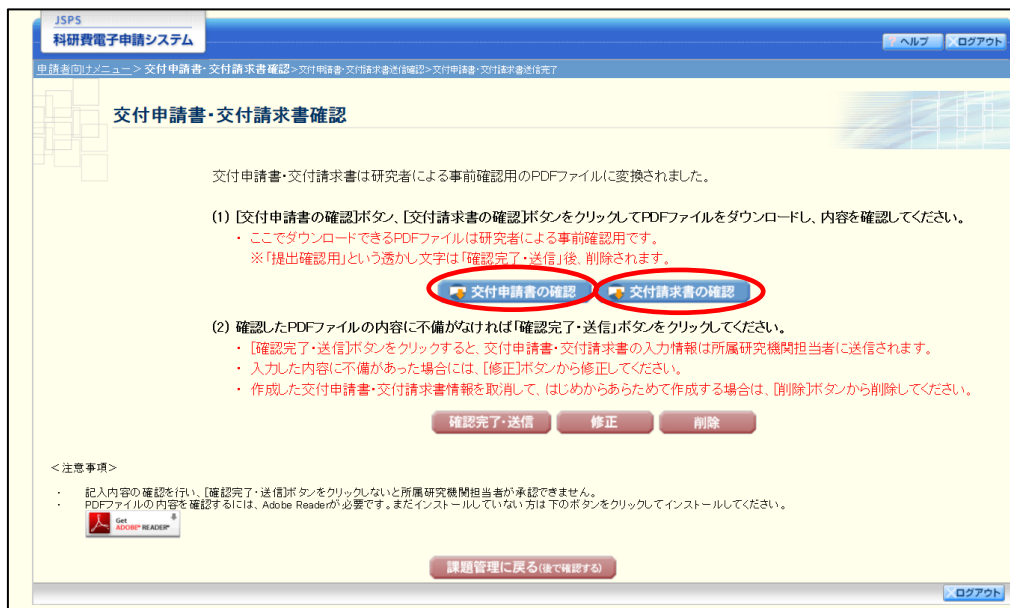 JSPS
科研費電子申請システム
ヘルプ
ログアウト
申請者向けメニュー>交付申請書・交付請求書確認>交付申請書・交付請求書送信確認>交付申請書・交付請求書送信完了
交付申請書・交付請求書確認
交付申請書・交付請求書は研究者による事前確認用のPDFファイルに変換されました。
(1) [交付申請書の確認]ボタン、[交付請求書の確認]ボタンをクリックしてPDFファイルをダウンロードし、内容を確認してください。
・ ここでダウンロードできるPDFファイルは研究者による事前確認用です。
※「提出確認用」という透かし文字は「確認完了・送信」後、削除されます。
交付申請書の確認
交付請求書の確認
(2) 確認したPDFファイルの内容に不備がなければ「確認完了・送信」ボタンをクリックしてください。
・ [確認完了・送信]ボタンをクリックすると、交付申請書・交付請求書の入力情報は所属研究機関担当者に送信されます。
・ 入力した内容に不備があった場合には、[修正]ボタンから修正してください。
・ 作成した交付申請書・交付請求書情報を取消して、はじめからあらためて作成する場合は、[削除]ボタンから削除してください。
確認完了・送信
修正
削除
<注意事項>
・ 記入内容の確認を行い、[確認完了・送信]ボタンをクリックしないと所属研究機関担当者が承認できません。
・ PDFファイルの内容を確認するには、Adobe Readerが必要です。まだインストールしていない方は下のボタンをクリックしてインストールしてください。
Get
ADOBE® READER®
課題管理に戻る(後で確認する)
ログアウト